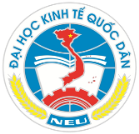 ĐẠI HỌC KINH TẾ QUỐC DÂN
NEU